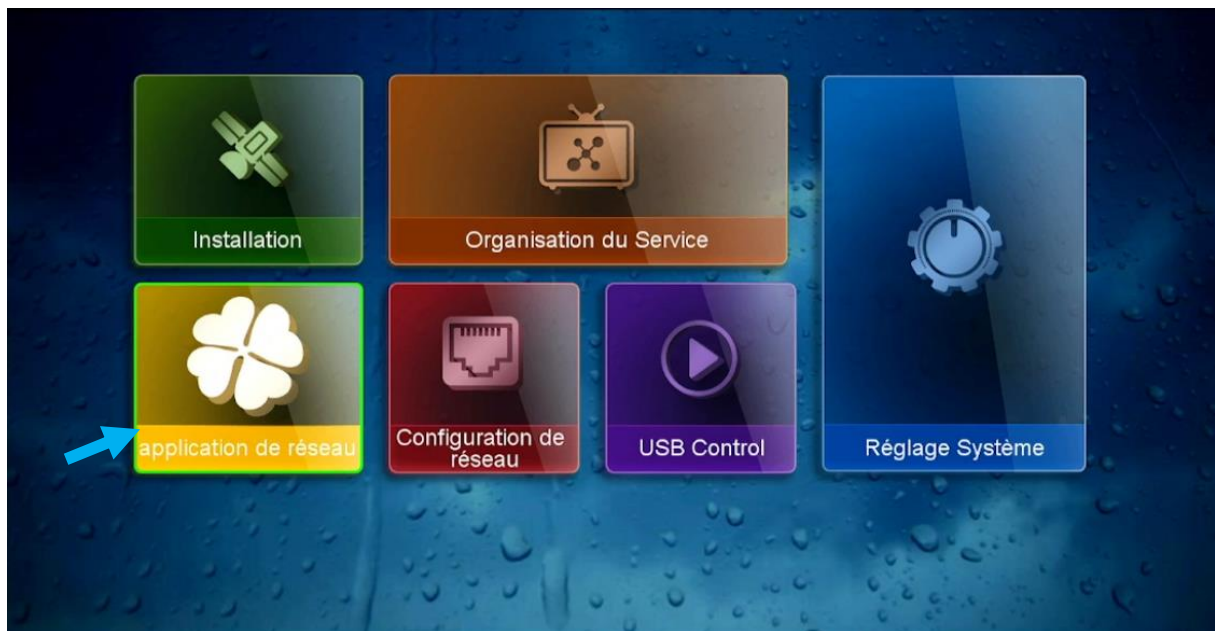 Installation
Organisation du Service
application de réseau
Configuration de
réseau
USB Control
Réglage Système